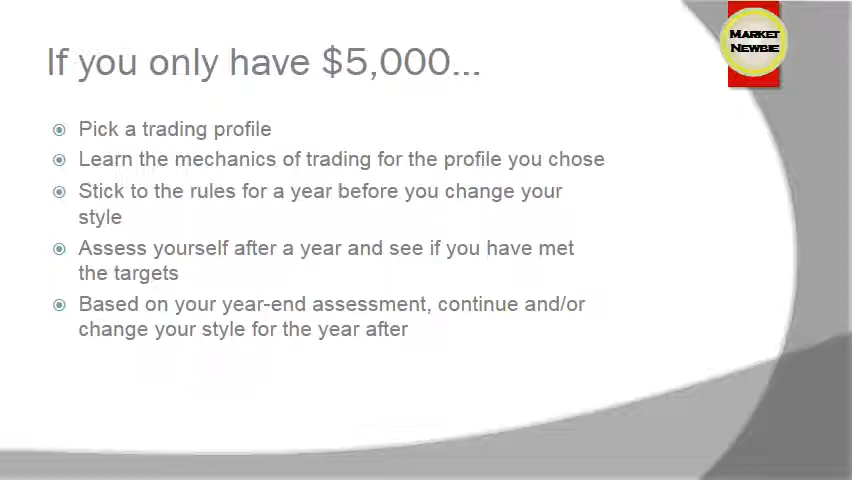 If you only have $5,000...
MARKET
NEWBIE
Pick a trading profile
Learn the mechanics of trading for the profile you chose
Stick to the rules for a year before you change your
style
Assess yourself after a year and see if you have met
the targets
Based on your year-end assessment, continue and/or
change your style for the year after